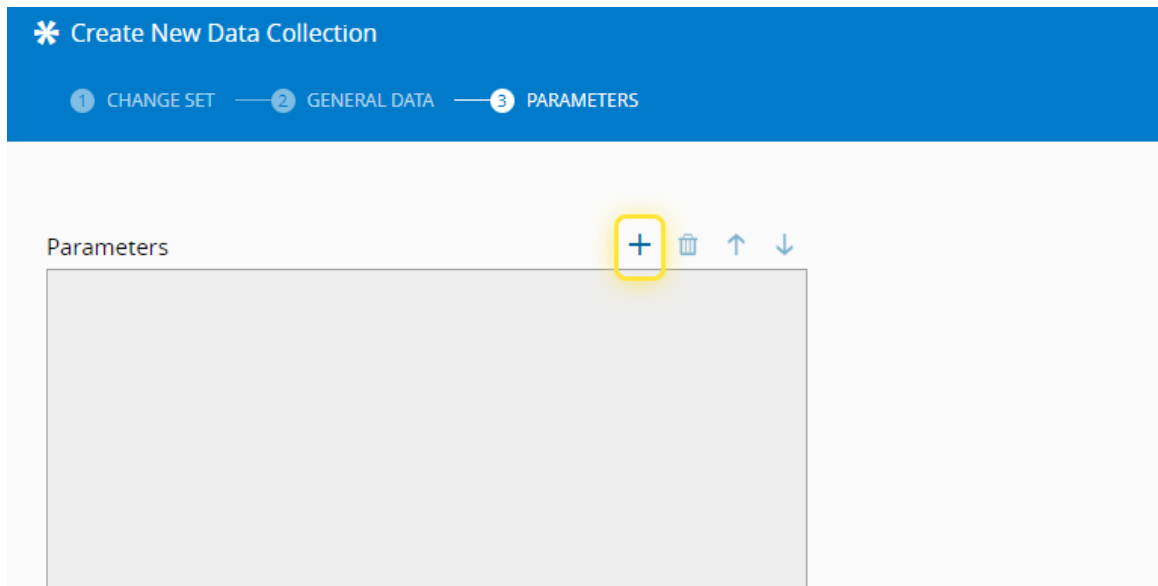 Create New Data Collection
1 CHANGE SET 2 GENERAL DATA 3 PARAMETERS
Parameters